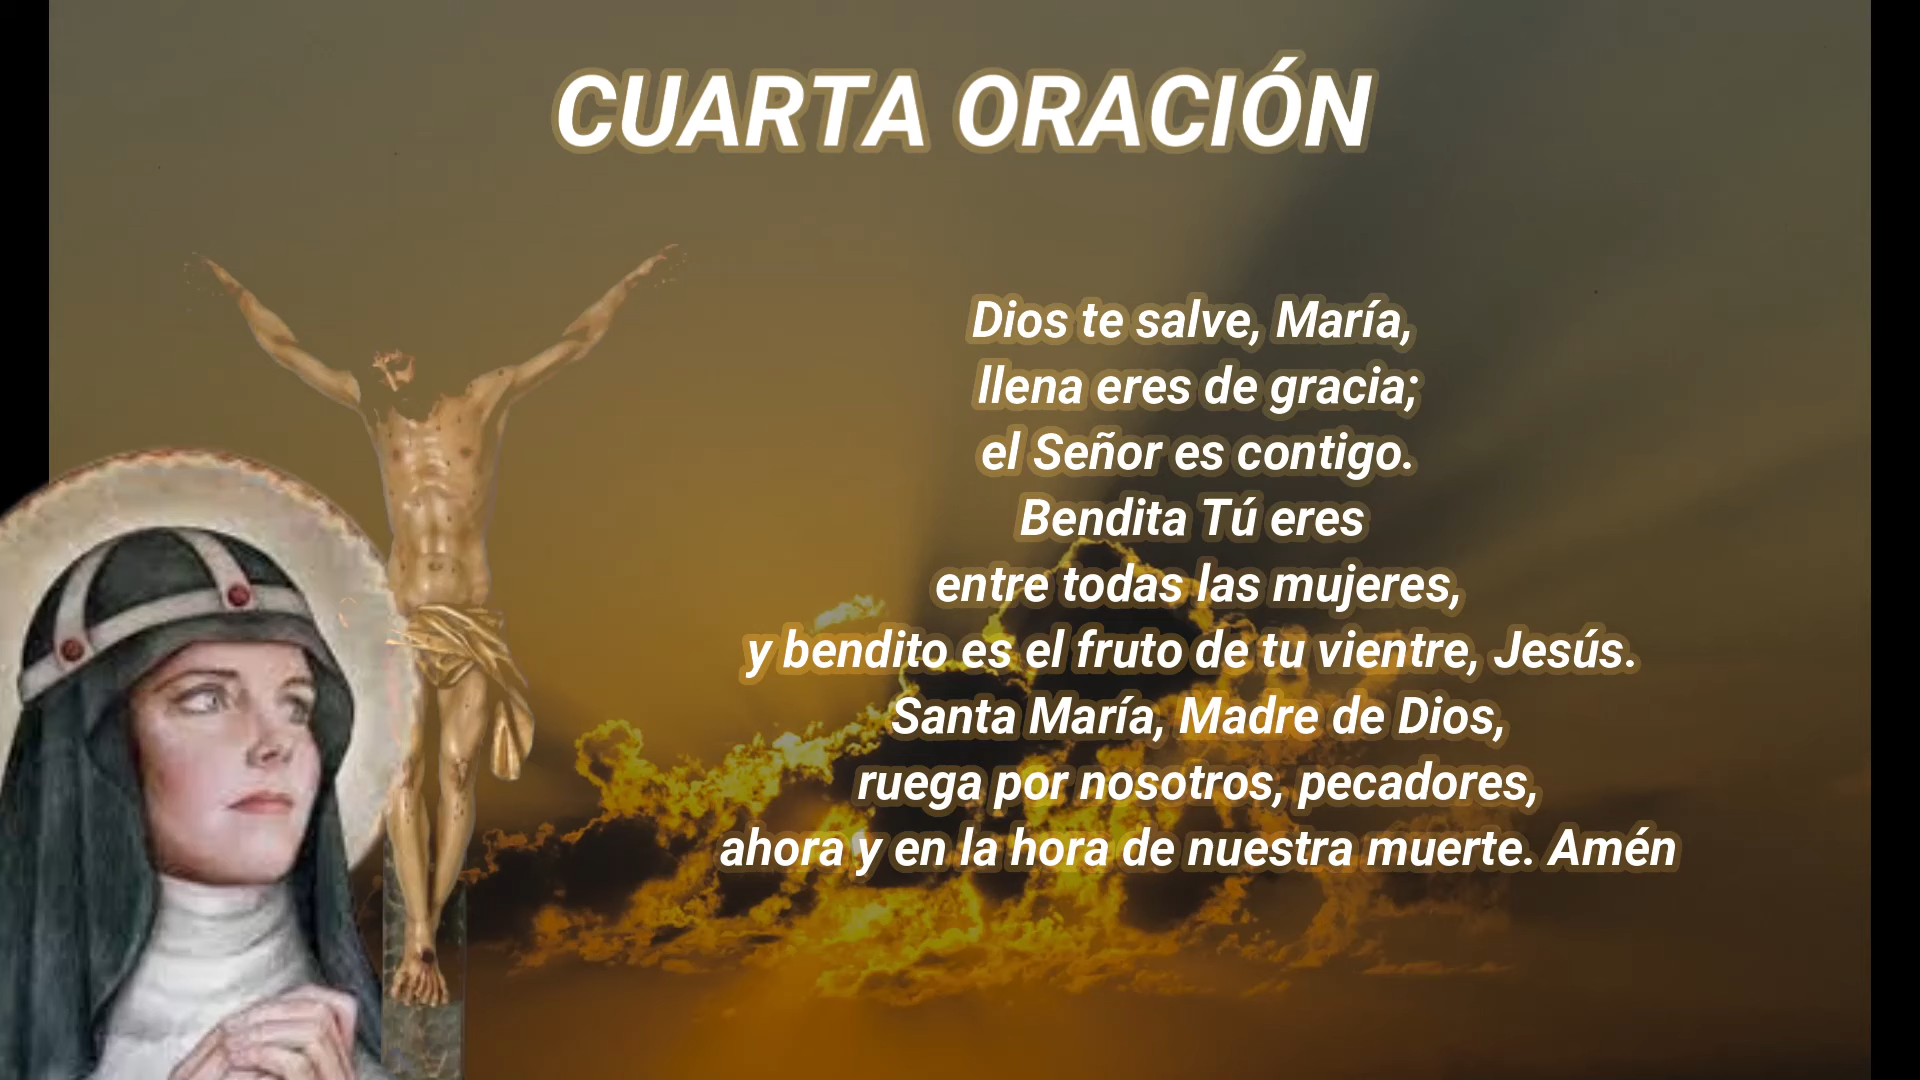 CUARTA ORACIÓN
Dios te salve, María,
llena eres de gracia;
el Señor es contigo.
Bendita Tú eres
entre todas las mujeres,
y bendito es el fruto de tu vientre, Jesús.
Santa María, Madre de Dios,
ruega por nosotros, pecadores,
ahora y en la hora de nuestra muerte. Amén